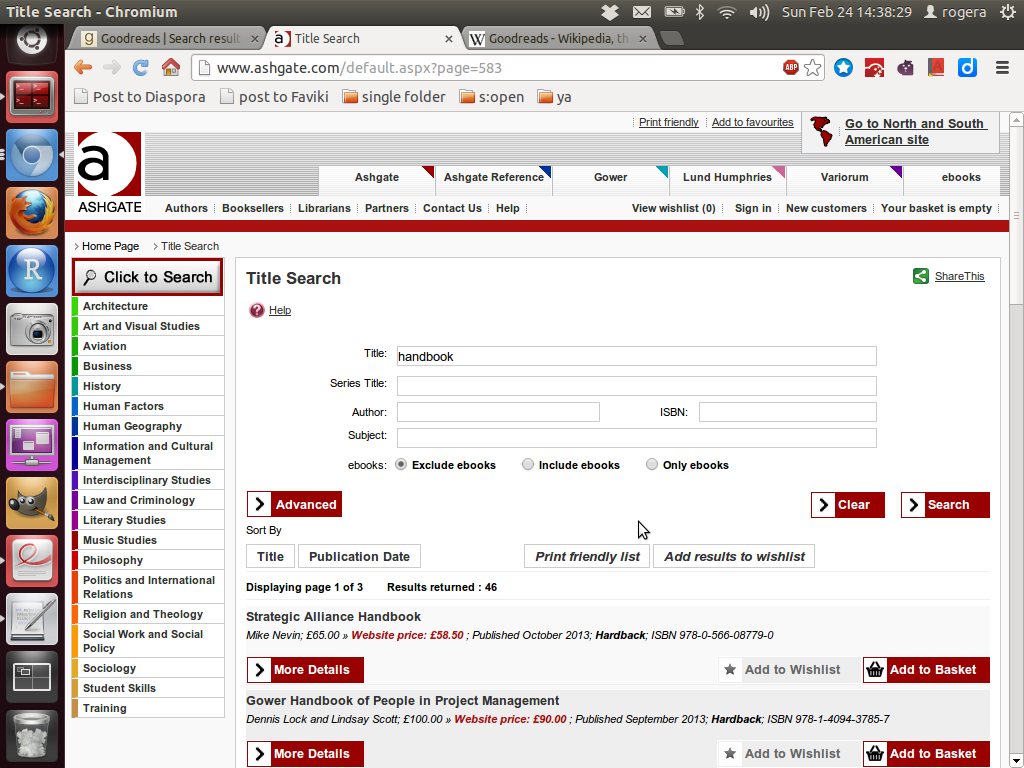 Title Search - Chromium
Sun Feb 24 14:38:29 rogera
Goodreads | Search result
Title Search
Goodreads - Wikipedia, th
www.ashgate.com/default.aspx?page=583
ABP
Post to Diaspora
post to Faviki
single folder
s:open
ya
Print friendly
Add to favourites
Go to North and South
American site
a
ASHGATE
Ashgate
Ashgate Reference
Gower
Lund Humphries
Variorum
ebooks
Authors
Booksellers
Librarians
Partners
Contact Us
Help
View wishlist (0)
Sign in
New customers
Your basket is empty
Home Page
Title Search
Click to Search
Architecture
Art and Visual Studies
Aviation
Business
History
Human Factors
Human Geography
Information and Cultural
Management
Interdisciplinary Studies
Law and Criminology
Literary Studies
Music Studies
Philosophy
Politics and International
Relations
Religion and Theology
Social Work and Social
Policy
Sociology
Student Skills
Training
Title Search
ShareThis
Help
Title: handbook
Series Title:
Author:
ISBN:
Subject:
ebooks: Exclude ebooks Include ebooks Only ebooks
Advanced
Clear
Search
Sort By
Title
Publication Date
Print friendly list
Add results to wishlist
Displaying page 1 of 3 Results returned : 46
Strategic Alliance Handbook
Mike Nevin; £65.00 » Website price: £58.50 ; Published October 2013; Hardback; ISBN 978-0-566-08779-0
More Details
Add to Wishlist
Add to Basket
Gower Handbook of People in Project Management
Dennis Lock and Lindsay Scott; £100.00 » Website price: £90.00 ; Published September 2013; Hardback; ISBN 978-1-4094-3785-7
More Details
Add to Wishlist
Add to Basket